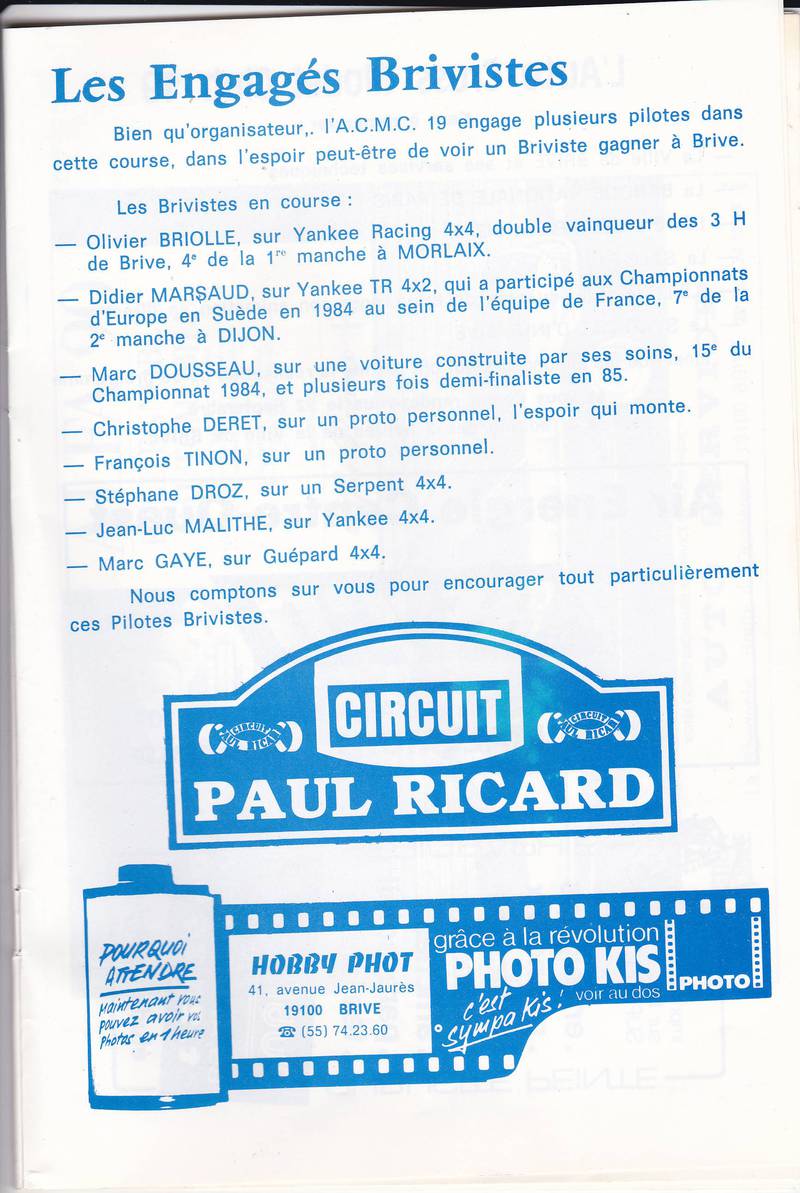 Les Engagés Brivistes
Bien qu'organisateur,. l'A.C.M.C. 19 engage plusieurs pilotes dans
cette course, dans l'espoir peut-être de voir un Briviste gagner à Brive.
Les Brivistes en course :
— Olivier BRIOLLE, sur Yankee Racing 4x4, double vainqueur des 3 H
de Brive, 4e de la 1re manche à MORLAIX.
— Didier MARSAUD, sur Yankee TR 4x2, qui a participé aux Championnats
d'Europe en Suède en 1984 au sein de l'équipe de France, 7e de la
2e manche à DIJON.
— Marc DOUSSEAU, sur une voiture construite par ses soins, 15e du
Championnat 1984, et plusieurs fois demi-finaliste en 85.
— Christophe DERET, sur un proto personnel, l'espoir qui monte.
— François TINON, sur un proto personnel.
— Stéphane DROZ, sur un Serpent 4x4.
— Jean-Luc MALITHE, sur Yankee 4x4.
— Marc GAYE, sur Guépard 4x4.
Nous comptons sur vous pour encourager tout particulièrement
ces Pilotes Brivistes.
CIRCUIT
CIRCUIT
PAUL RICARD
CIRCUIT
PAUL RICARD
PAUL RICARD
POURQUOI
ATTENDRE
Maintenant vous
pouvez avoir vos
photos en 1 heure
HOBBY PHOT
41, avenue Jean-Jaurès
19100 BRIVE
☎ (55) 74.23.60
grâce à la révolution
PHOTO KIS
voir au dos
c'est
sympa Kis!
PHOTO